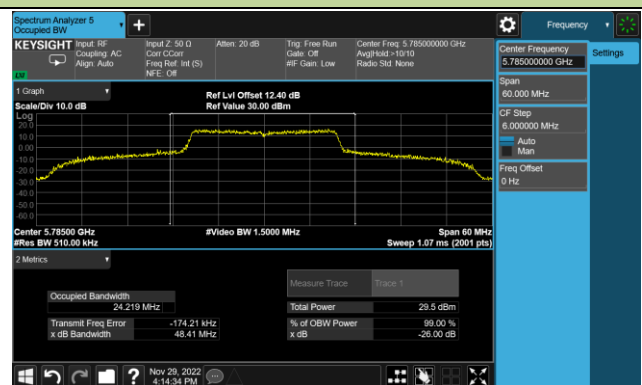 Spectrum Analyzer 5
Occupied BW
Frequency
KEYSIGHT
Input: RF
Coupling: AC
Align: Auto
Input Z: 50 Ω
Corr CCorr
Freq Ref: Int (S)
NFE: Off
Atten: 20 dB
Trig: Free Run
Gate: Off
#IF Gain: Low
Center Freq: 5.785000000 GHz
Avg|Hold:>10/10
Radio Std: None
LW
1 Graph
Scale/Div 10.0 dB
Ref Lvl Offset 12.40 dB
Ref Value 30.00 dBm
Log
20.0
10.0
0.00
-10.0
-20.0
-30.0
-40.0
-50.0
-60.0
Center 5.78500 GHz
#Res BW 510.00 kHz
#Video BW 1.5000 MHz
Span 60 MHz
Sweep 1.07 ms (2001 pts)
2 Metrics
Measure Trace
Trace 1
Occupied Bandwidth
24.219 MHz
Total Power
29.5 dBm
Transmit Freq Error
-174.21 kHz
% of OBW Power
99.00 %
x dB Bandwidth
48.41 MHz
x dB
-26.00 dB
Nov 29, 2022
4:14:34 PM
Center Frequency
5.785000000 GHz
Settings
Span
60.000 MHz
CF Step
6.000000 MHz
Auto
Man
Freq Offset
0 Hz